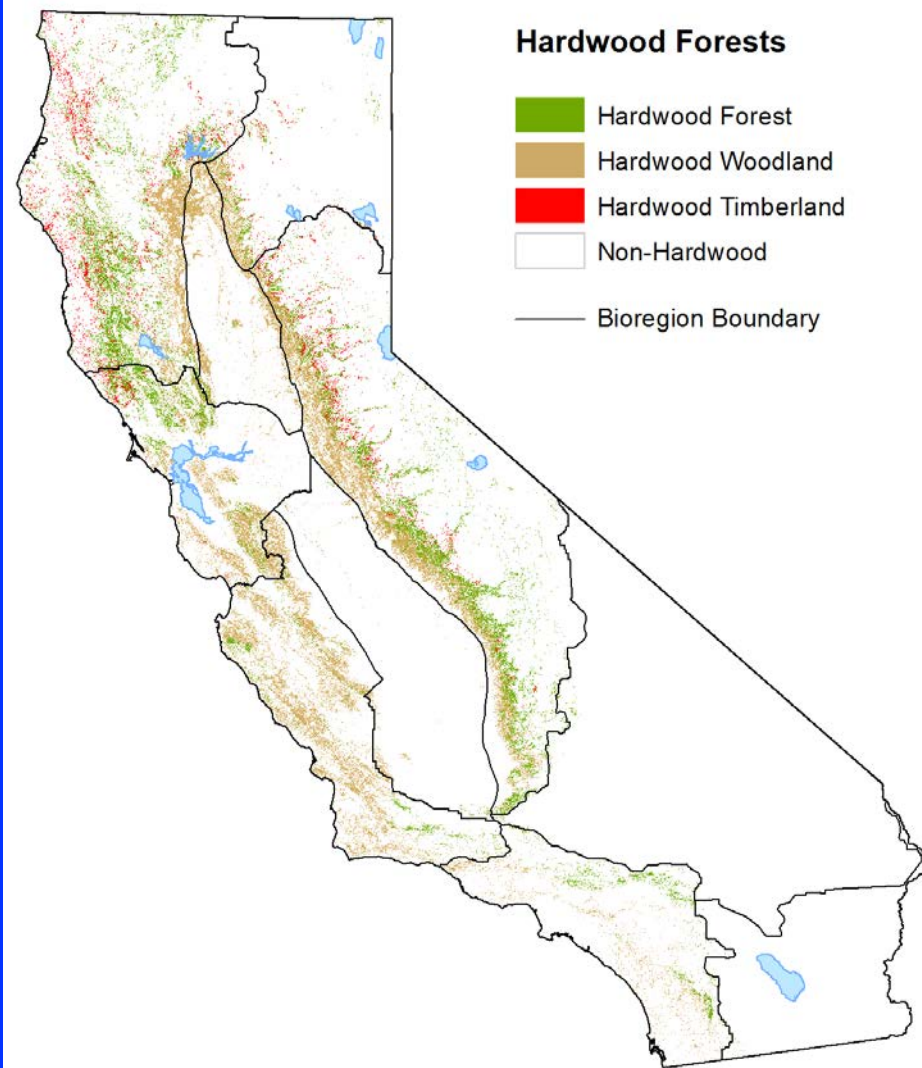 Hardwood Forests
Hardwood Forest
Hardwood Woodland
Hardwood Timberland
Non-Hardwood
Bioregion Boundary